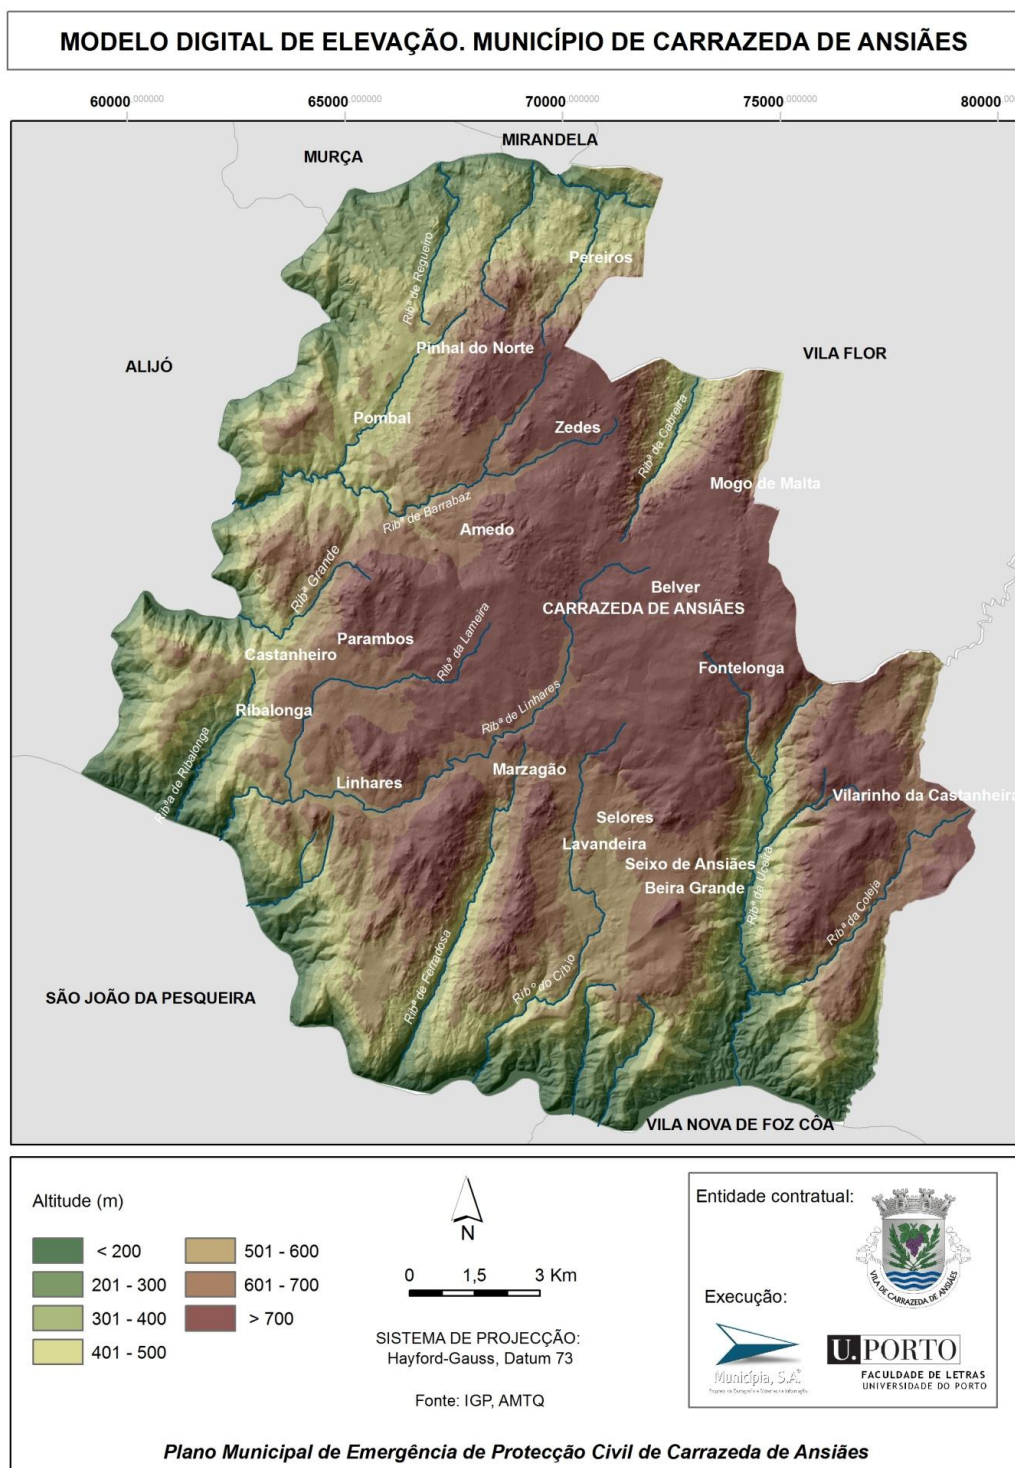 MODELO DIGITAL DE ELEVAÇÃO. MUNICÍPIO DE CARRAZEDA DE ANSIÃES
60000,000000 65000,000000 70000,000000 75000,000000 80000
MIRANDELA
MURÇA
Pereiros
Ribª de Regueiro
Pinhal do Norte
VILA FLOR
ALIJÓ
Pombal
Zedes
Ribª da Cabreira
Mogo de Malta
Ribª de Barrabaz
Amedo
Ribª Grande
Belver
CARRAZEDA DE ANSIÃES
Parambos
Ribª da Lameira
Castanheiro
Fontelonga
Ribalonga
Ribª de Linhares
Ribªa de Ribalonga
Marzagão
Linhares
Vilarinho da Castanheira
Selores
Lavandeira
Seixo de Ansiães
Beira Grande
Ribª da Uceira
Ribª da Coleja
Ribª de Ferradosa
Ribº do Cibio
SÃO JOÃO DA PESQUEIRA
VILA NOVA DE FOZ CÔA
Altitude (m)
< 200
201 - 300
301 - 400
401 - 500
501 - 600
601 - 700
> 700
N
0 1,5 3 Km
SISTEMA DE PROJECÇÃO:
Hayford-Gauss, Datum 73
Fonte: IGP, AMTQ
Entidade contratual:
VILA DE CARRAZEDA DE ANSIÃES
Execução:
Município, S.A.
U.PORTO
FACULDADE DE LETRAS
UNIVERSIDADE DO PORTO
Plano Municipal de Emergência de Protecção Civil de Carrazeda de Ansiães